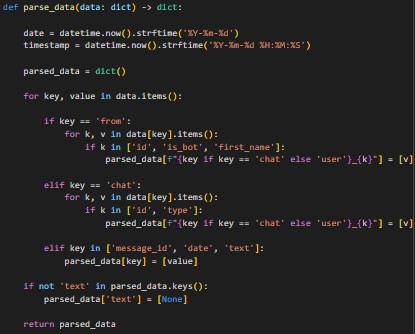 def parse_data(data: dict) -> dict:
date = datetime.now().strftime('%Y-%m-%d')
timestamp = datetime.now().strftime('%Y-%m-%d %H:%M:%S')
parsed_data = dict()
for key, value in data.items():
if key == 'from':
for k, v in data[key].items():
if k in ['id', 'is_bot', 'first_name']:
parsed_data[f"{key if key == 'chat' else 'user'}_{k}"] = [v]
elif key == 'chat':
for k, v in data[key].items():
if k in ['id', 'type']:
parsed_data[f"{key if key == 'chat' else 'user'}_{k}"] = [v]
elif key in ['message_id', 'date', 'text']:
parsed_data[key] = [value]
if not 'text' in parsed_data.keys():
parsed_data['text'] = [None]
return parsed_data